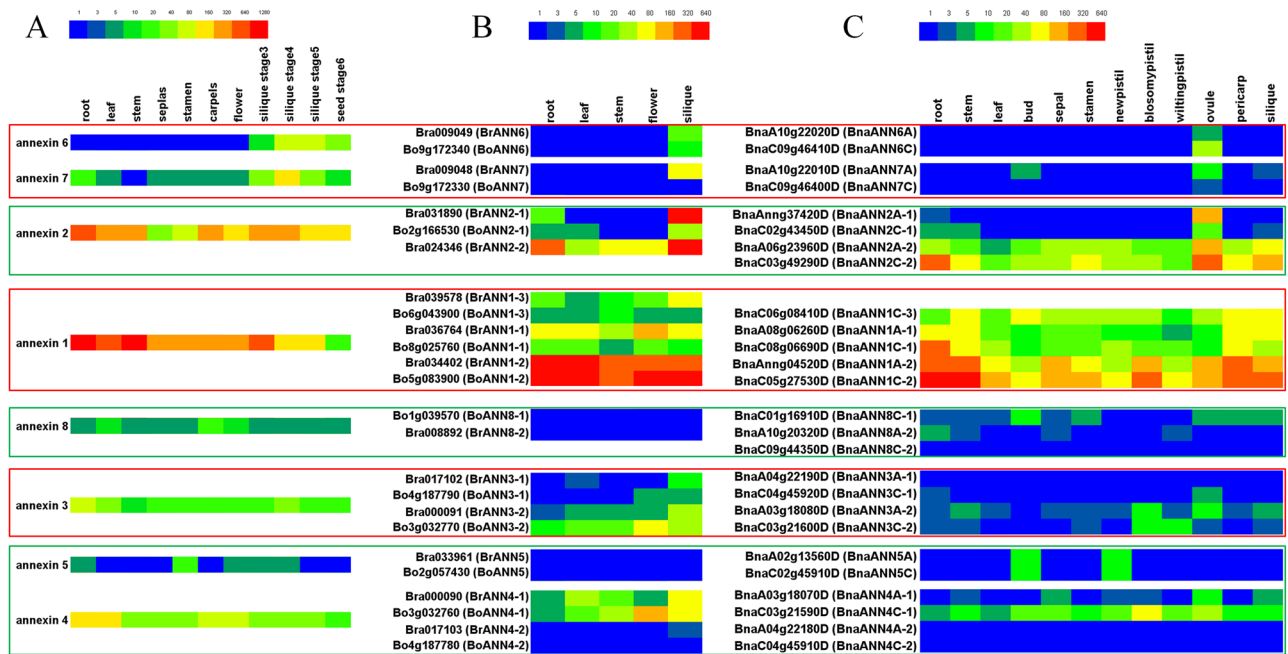 A
1 3 5 10 20 40 80 160 320 640 1280
root
leaf
stem
seplas
stamen
carpels
flower
silique stage3
silique stage4
silique stage5
seed stage6
annexin 6
annexin 7
annexin 2
annexin 1
annexin 8
annexin 3
annexin 5
annexin 4
B
1 3 5 10 20 40 80 160 320 640
root
leaf
stem
flower
silique
Bra009049 (BrANN6)
Bo9g172340 (BoANN6)
Bra009048 (BrANN7)
Bo9g172330 (BoANN7)
Bra031890 (BrANN2-1)
Bo2g166530 (BoANN2-1)
Bra024346 (BrANN2-2)
Bra039578 (BrANN1-3)
Bo6g043900 (BoANN1-3)
Bra036764 (BrANN1-1)
Bo8g025760 (BoANN1-1)
Bra034402 (BrANN1-2)
Bo5g083900 (BoANN1-2)
Bo1g039570 (BoANN8-1)
Bra008892 (BrANN8-2)
Bra017102 (BrANN3-1)
Bo4g187790 (BoANN3-1)
Bra000091 (BrANN3-2)
Bo3g032770 (BoANN3-2)
Bra033961 (BrANN5)
Bo2g057430 (BoANN5)
Bra000090 (BrANN4-1)
Bo3g032760 (BoANN4-1)
Bra017103 (BrANN4-2)
Bo4g187780 (BoANN4-2)
C
1 3 5 10 20 40 80 160 320 640
root
stem
leaf
bud
sepal
stamen
newpistil
blosomypistil
wiltingpistil
ovule
pericarp
silique
BnaA10g22020D (BnaANN6A)
BnaC09g46410D (BnaANN6C)
BnaA10g22010D (BnaANN7A)
BnaC09g46400D (BnaANN7C)
BnaAnng37420D (BnaANN2A-1)
BnaC02g43450D (BnaANN2C-1)
BnaA06g23960D (BnaANN2A-2)
BnaC03g49290D (BnaANN2C-2)
BnaC06g08410D (BnaANN1C-3)
BnaA08g06260D (BnaANN1A-1)
BnaC08g06690D (BnaANN1C-1)
BnaAnng04520D (BnaANN1A-2)
BnaC05g27530D (BnaANN1C-2)
BnaC01g16910D (BnaANN8C-1)
BnaA10g20320D (BnaANN8A-2)
BnaC09g44350D (BnaANN8C-2)
BnaA04g22190D (BnaANN3A-1)
BnaC04g45920D (BnaANN3C-1)
BnaA03g18080D (BnaANN3A-2)
BnaC03g21600D (BnaANN3C-2)
BnaA02g13560D (BnaANN5A)
BnaC02g45910D (BnaANN5C)
BnaA03g18070D (BnaANN4A-1)
BnaC03g21590D (BnaANN4C-1)
BnaA04g22180D (BnaANN4A-2)
BnaC04g45910D (BnaANN4C-2)